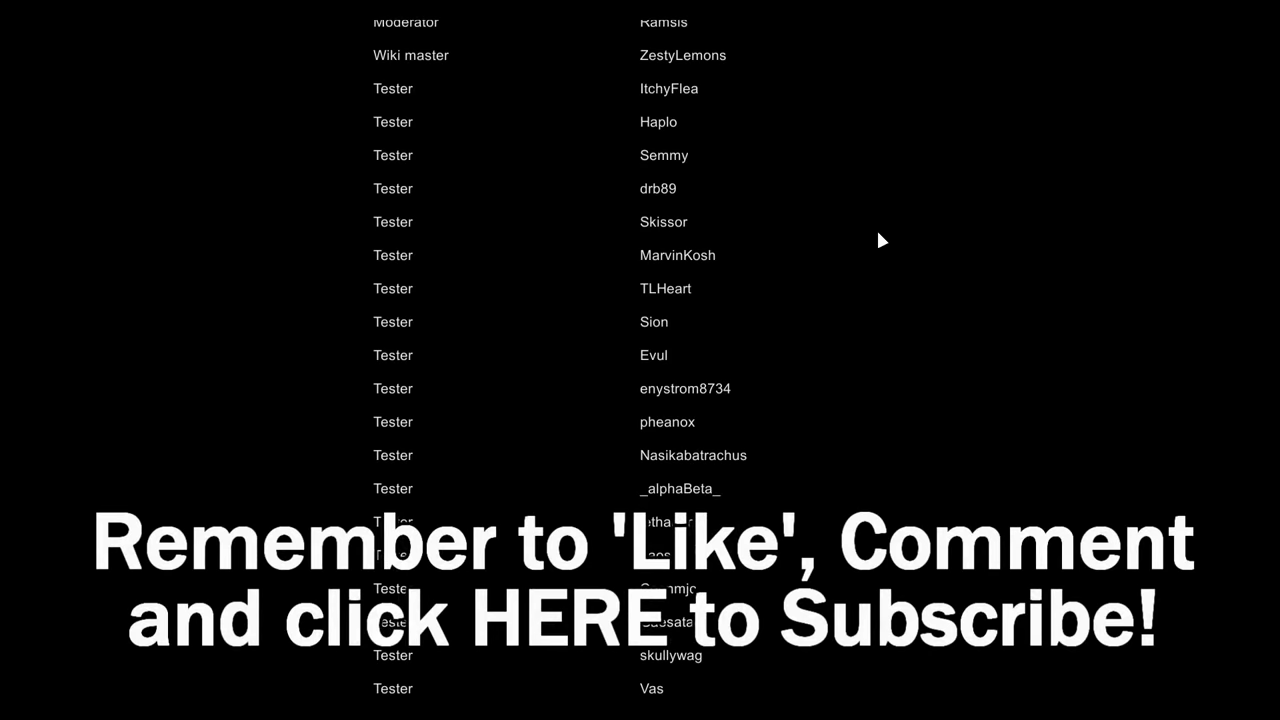 Moderator Ramsis
Wiki master ZestyLemons
Tester ItchyFlea
Tester Haplo
Tester Semmy
Tester drb89
Tester Skissor
Tester MarvinKosh
Tester TLHeart
Tester Sion
Tester Evul
Tester enystrom8734
Tester pheanox
Tester Nasikabatrachus
Tester _alphaBeta_
Remember to 'Like', Comment
Tester
and click HERE to Subscribe!
Tester skullywag
Tester Vas